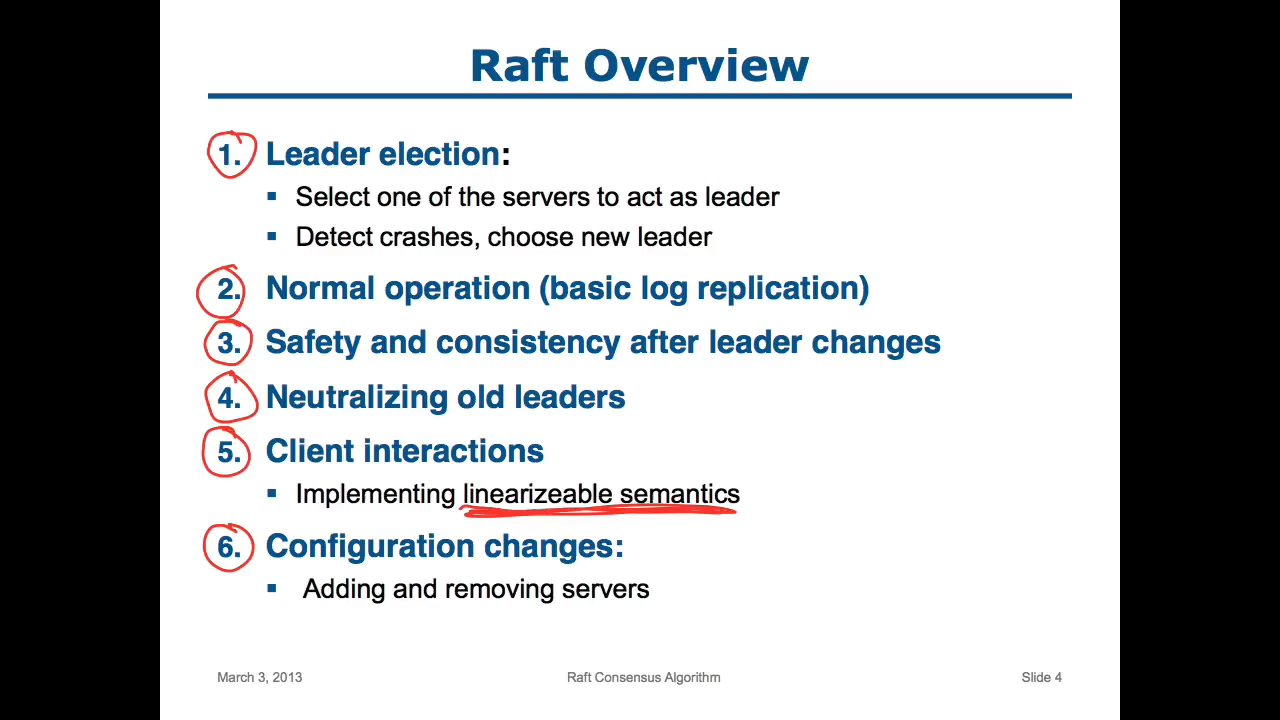 Raft Overview
1. Leader election:
▪ Select one of the servers to act as leader
▪ Detect crashes, choose new leader
2. Normal operation (basic log replication)
3. Safety and consistency after leader changes
4. Neutralizing old leaders
5. Client interactions
▪ Implementing linearizeable semantics
6. Configuration changes:
▪ Adding and removing servers
March 3, 2013 Raft Consensus Algorithm Slide 4